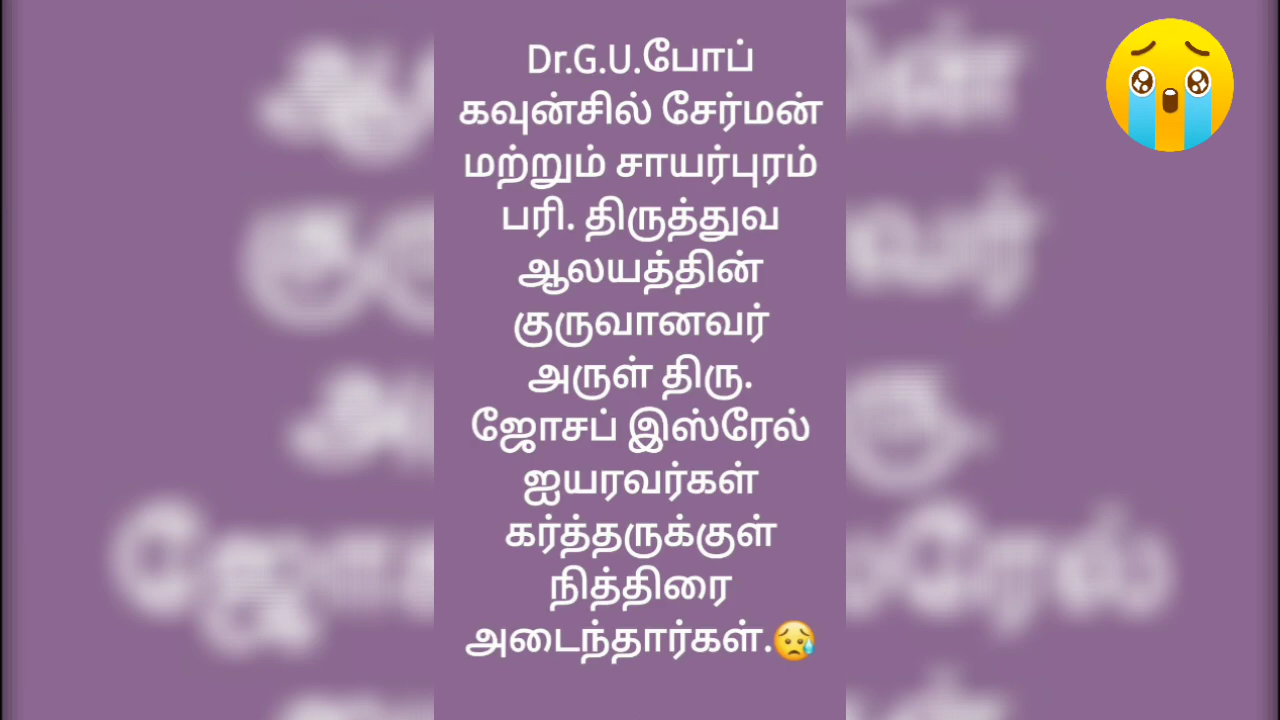 Dr.G.U.போப்
கவுன்சில் சேர்மன்
மற்றும் சாயர்புரம்
பரி. திருத்துவ
ஆலயத்தின்
குருவானவர்
அருள் திரு.
ஜோசப் இஸ்ரேல்
ஐயரவர்கள்
கர்த்தருக்குள்
நித்திரை
அடைந்தார்கள்.😥